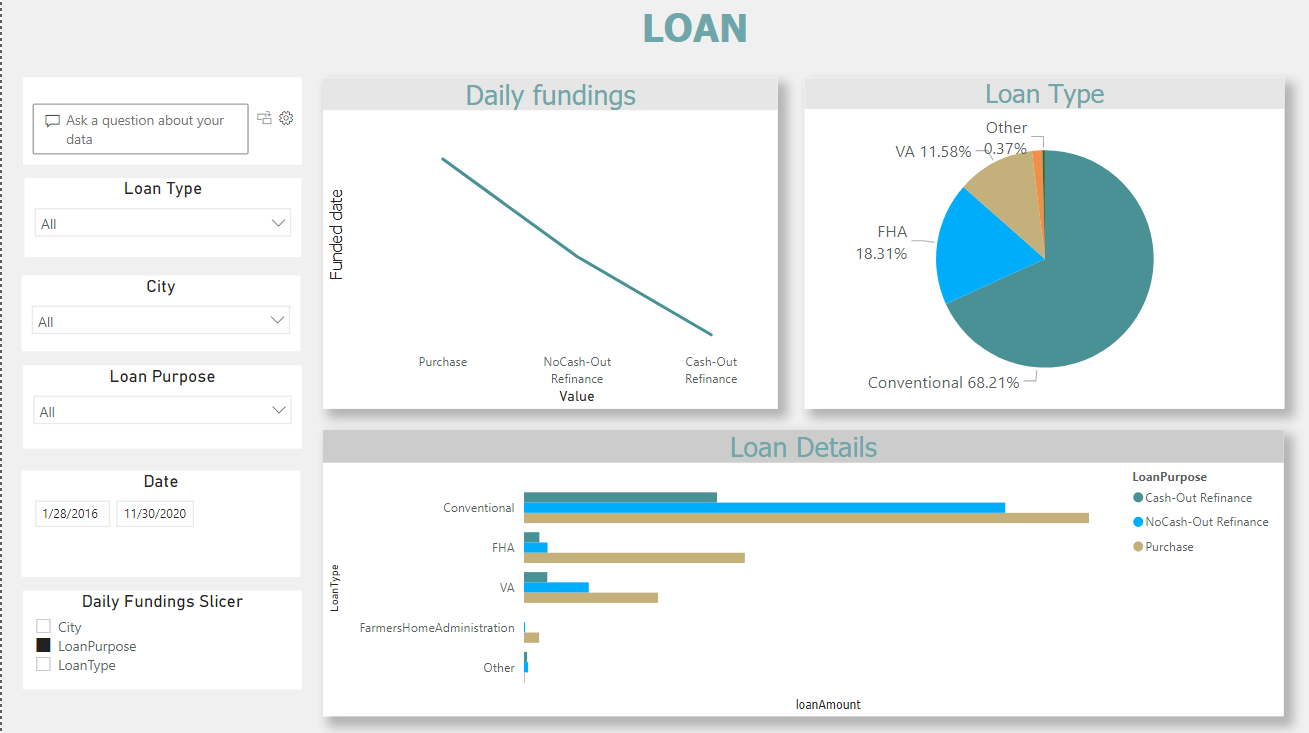 LOAN
Ask a question about your
data
Loan Type
All
City
All
Loan Purpose
All
Date
1/28/2016
11/30/2020
Daily Fundings Slicer
City
LoanPurpose
LoanType
Daily fundings
Funded date
Purchase
NoCash-Out
Refinance
Cash-Out
Refinance
Value
Loan Type
Other
0.37%
VA 11.58%
FHA
18.31%
Conventional 68.21%
Loan Details
LoanType
Conventional
FHA
VA
FarmersHomeAdministration
Other
loanAmount
LoanPurpose
Cash-Out Refinance
NoCash-Out Refinance
Purchase